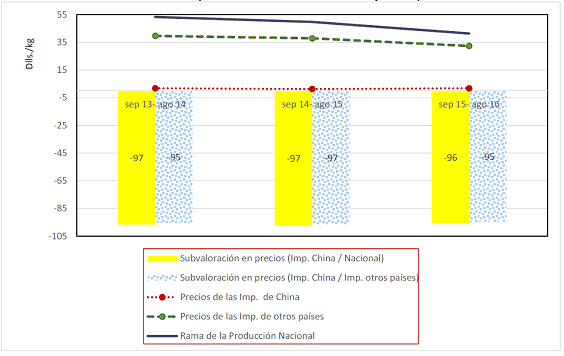 Dlls./kg
55
35
15
-5
-25
-45
-65
-85
-105
sep 13- ago 14
sep 14- ago 15
sep 15- ago 16
-97
-95
-97
-97
-96
-95
Subvaloración en precios (Imp. China / Nacional)
Subvaloración en precios (Imp. China / Imp. otros países)
Precios de las Imp. de China
Precios de las Imp. de otros países
Rama de la Producción Nacional